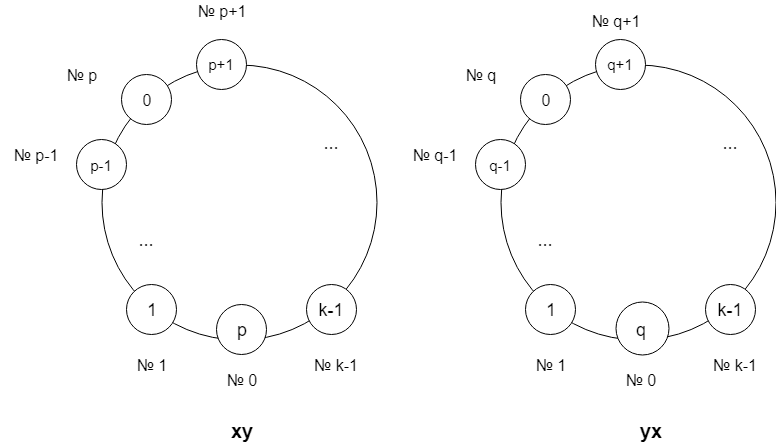 № p+1
№ q+1
p+1
q+1
№ p
0
№ q
0
...
...
№ p-1
p-1
№ q-1
q-1
...
...
1
p
k-1
1
q
k-1
№ 1
№ 0
№ k-1
№ 1
№ 0
№ k-1
xy
yx